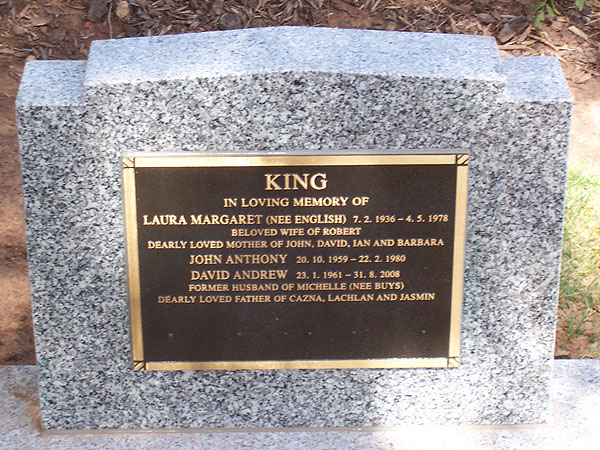 KING
IN LOVING MEMORY OF
LAURA MARGARET (NEE ENGLISH) 7. 2. 1936 – 4. 5. 1978
BELOVED WIFE OF ROBERT
DEARLY LOVED MOTHER OF JOHN, DAVID, IAN AND BARBARA
JOHN ANTHONY 20. 10. 1959 – 22. 2. 1980
DAVID ANDREW 23. 1. 1961 – 31. 8. 2008
FORMER HUSBAND OF MICHELLE (NEE BUYS)
DEARLY LOVED FATHER OF CAZNA, LACHLAN AND JASMIN